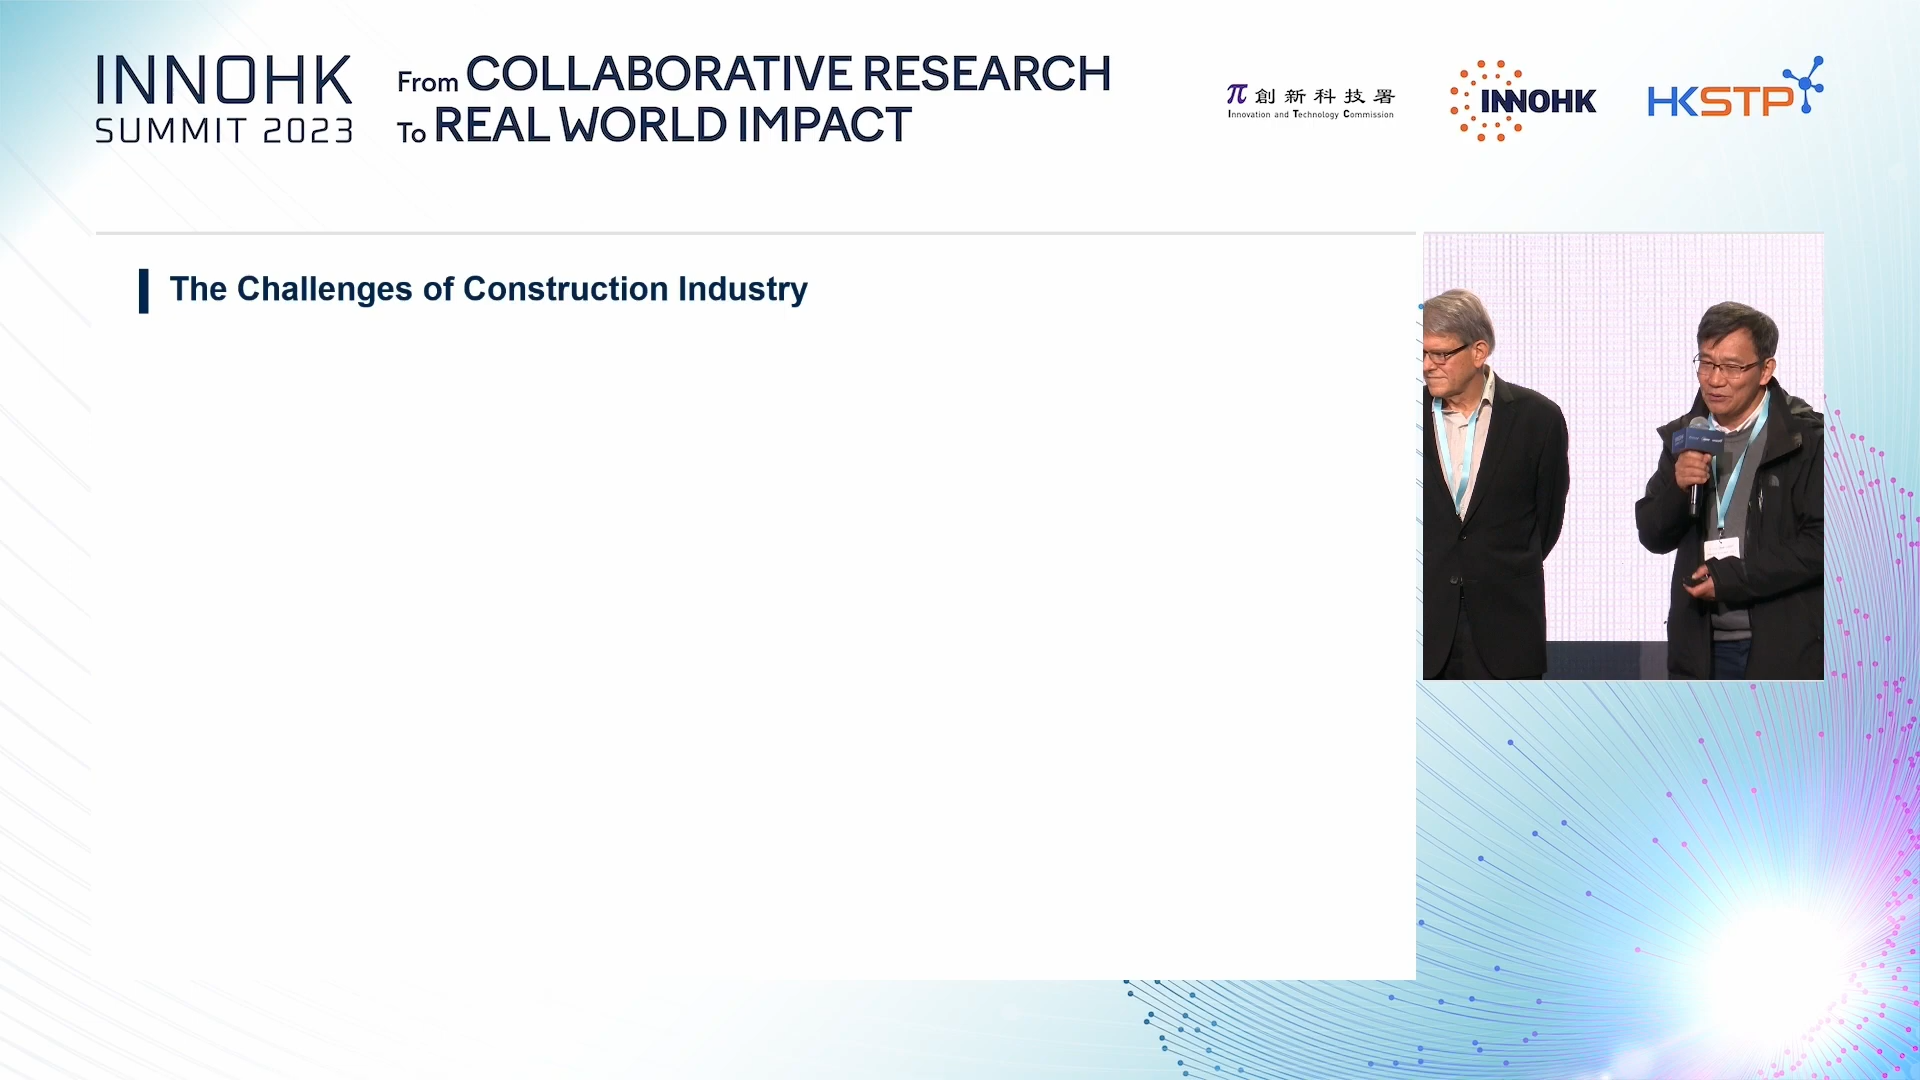 INNOHK
SUMMIT 2023
From COLLABORATIVE RESEARCH
To REAL WORLD IMPACT
創新科技署
Innovation and Technology Commission
INNOHK
HKSTP
The Challenges of Construction Industry